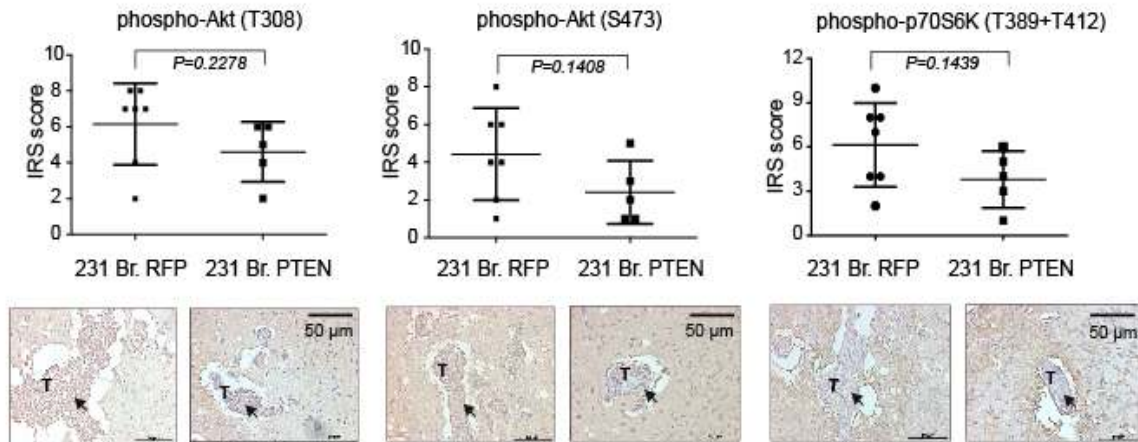 phospho-Akt (T308)
P=0.2278
IRS score
10
8
6
4
2
0
231 Br. RFP 231 Br. PTEN
phospho-Akt (S473)
P=0.1408
IRS score
10
8
6
4
2
0
231 Br. RFP 231 Br. PTEN
phospho-p70S6K (T389+T412)
P=0.1439
IRS score
12
9
6
3
0
231 Br. RFP 231 Br. PTEN
T
T
50 µm
T
T
50 µm
T
T
50 µm